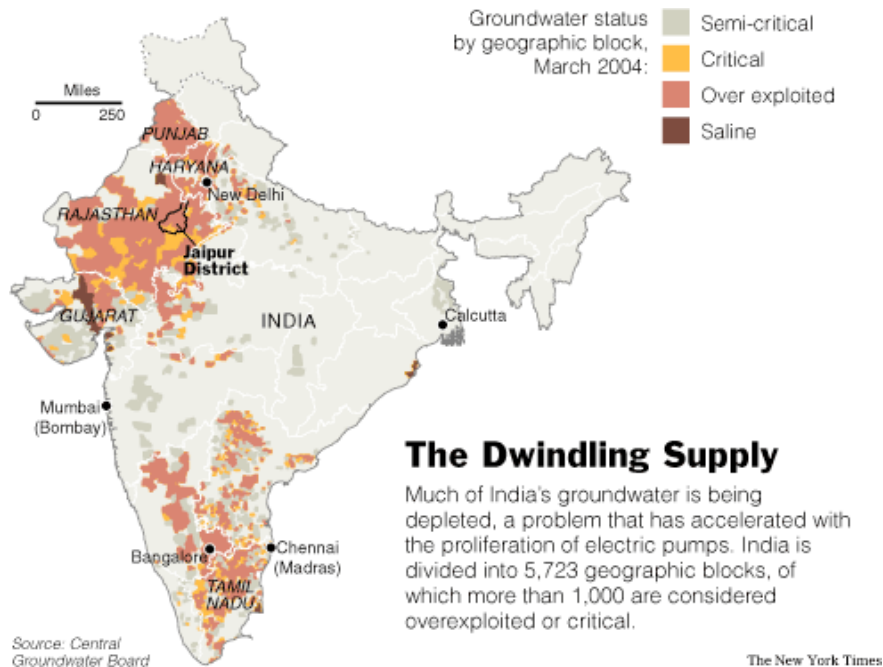 Groundwater status
by geographic block,
March 2004:
Semi-critical
Critical
Over exploited
Saline
Miles
0 250
PUNJAB
HARYANA
New Delhi
RAJASTHAN
Jaipur
District
GUJARAT
INDIA
Calcutta
Mumbai
(Bombay)
Bangalore
Chennai
(Madras)
TAMIL
NADU
The Dwindling Supply
Much of India's groundwater is being
depleted, a problem that has accelerated with
the proliferation of electric pumps. India is
divided into 5,723 geographic blocks, of
which more than 1,000 are considered
overexploited or critical.
Source: Central
Groundwater Board
The New York Times